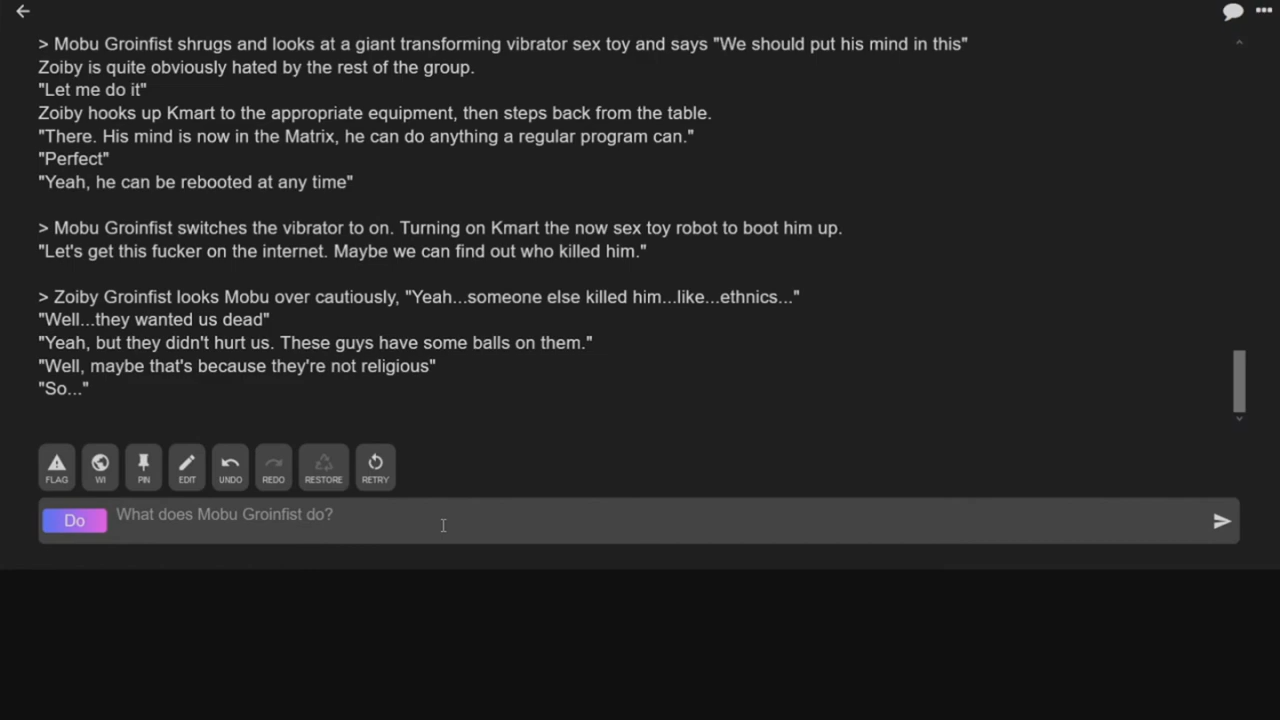 > Mobu Groinfist shrugs and looks at a giant transforming vibrator sex toy and says "We should put his mind in this"
Zoiby is quite obviously hated by the rest of the group.
"Let me do it"
Zoiby hooks up Kmart to the appropriate equipment, then steps back from the table.
"There. His mind is now in the Matrix, he can do anything a regular program can."
"Perfect"
"Yeah, he can be rebooted at any time"
> Mobu Groinfist switches the vibrator to on. Turning on Kmart the now sex toy robot to boot him up.
"Let's get this fucker on the internet. Maybe we can find out who killed him."
> Zoiby Groinfist looks Mobu over cautiously, "Yeah...someone else killed him...like...ethnics..."
"Well...they wanted us dead"
"Yeah, but they didn't hurt us. These guys have some balls on them."
"Well, maybe that's because they're not religious"
"So..."
FLAG WI PIN EDIT UNDO REDO RESTORE RETRY
Do What does Mobu Groinfist do?